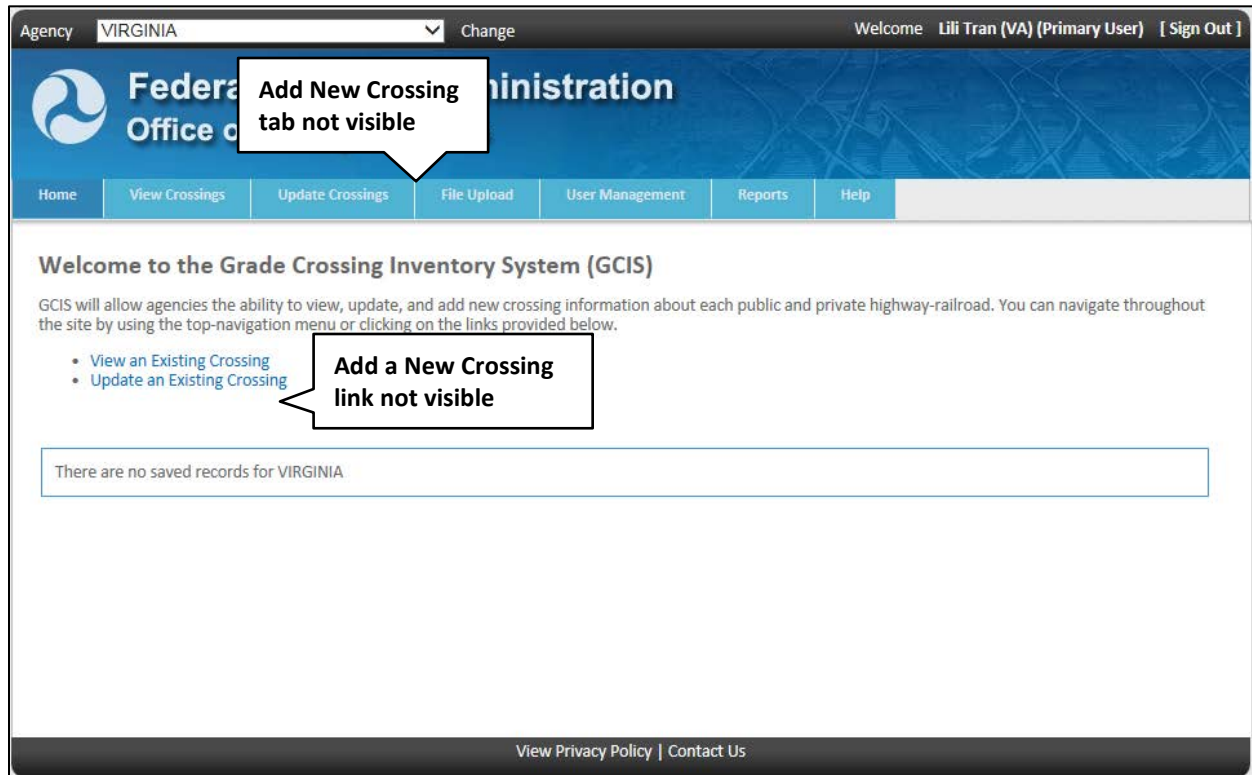 Agency VIRGINIA Change Welcome Lili Tran (VA) (Primary User) [ Sign Out ]
Federa
inistration
Office o
Add New Crossing
tab not visible
Home View Crossings Update Crossings File Upload User Management Reports Help
Welcome to the Grade Crossing Inventory System (GCIS)
GCIS will allow agencies the ability to view, update, and add new crossing information about each public and private highway-railroad. You can navigate throughout
the site by using the top-navigation menu or clicking on the links provided below.
• View an Existing Crossing
• Update an Existing Crossing
Add a New Crossing
link not visible
There are no saved records for VIRGINIA
View Privacy Policy | Contact Us